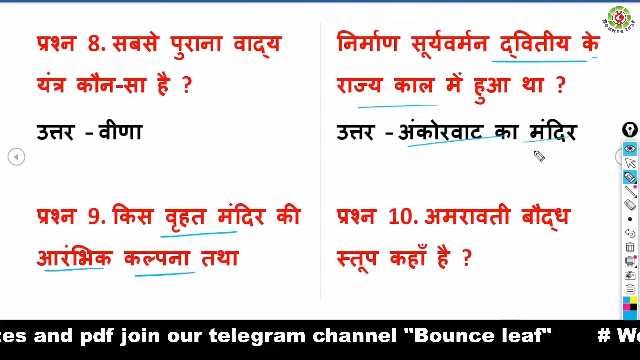 प्रश्न 8. सबसे पुराना वाद्य
यंत्र कौन-सा है ?
उत्तर - वीणा
प्रश्न 9. किस वृहत मंदिर की
आरंभिक कल्पना तथा
निर्माण सूर्यवर्मन द्वितीय के
राज्य काल में हुआ था ?
उत्तर - अंकोरवाट का मंदिर
प्रश्न 10. अमरावती बौद्ध
स्तूप कहाँ है ?
tes and pdf join our telegram channel "Bounce leaf" # We